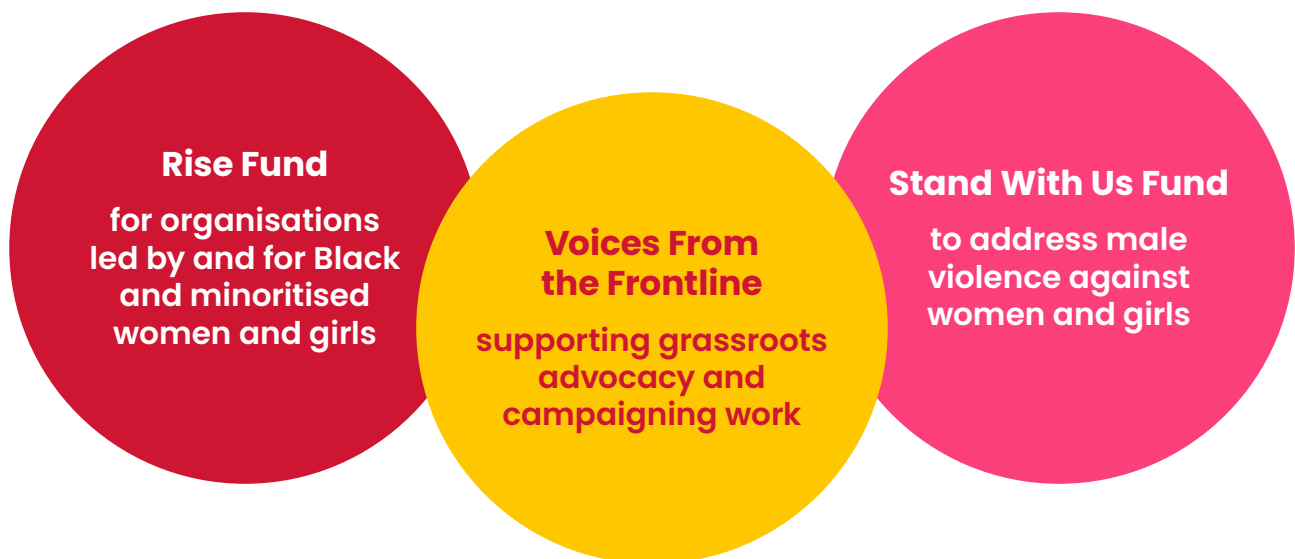 Rise Fund
for organisations
led by and for Black
and minoritised
women and girls
Voices From
the Frontline
supporting grassroots
advocacy and
campaigning work
Stand With Us Fund
to address male
violence against
women and girls